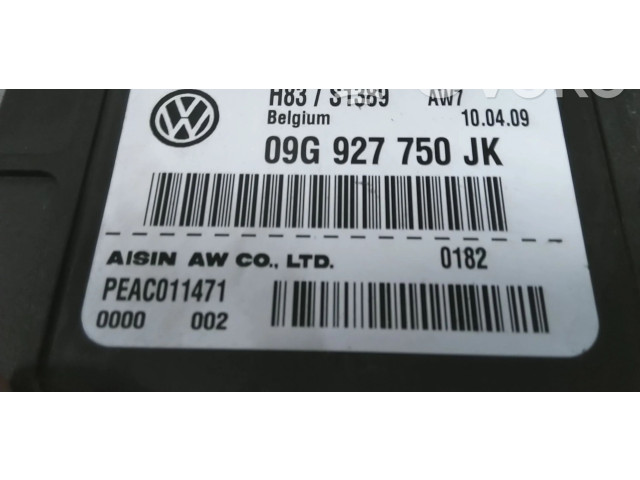 H83 / S1389 AW7
Belgium 10.04.09
09G 927 750 JK
AISIN AW CO., LTD. 0182
PEAC011471
0000 002